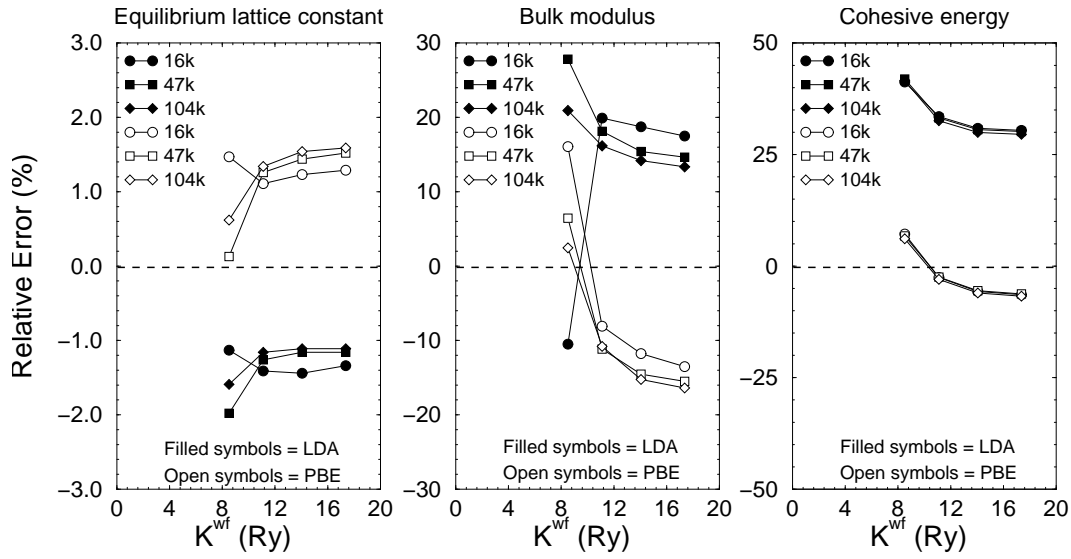 Equilibrium lattice constant
Bulk modulus
Cohesive energy
Relative Error (%)
3.0
2.0
1.0
0.0
−1.0
−2.0
−3.0
16k
47k
104k
16k
47k
104k
Filled symbols = LDA
Open symbols = PBE
0 4 8 12 16 20
K^wf (Ry)
30
20
10
0
−10
−20
−30
16k
47k
104k
16k
47k
104k
Filled symbols = LDA
Open symbols = PBE
0 4 8 12 16 20
K^wf (Ry)
50
25
0
−25
−50
16k
47k
104k
16k
47k
104k
Filled symbols = LDA
Open symbols = PBE
0 4 8 12 16 20
K^wf (Ry)